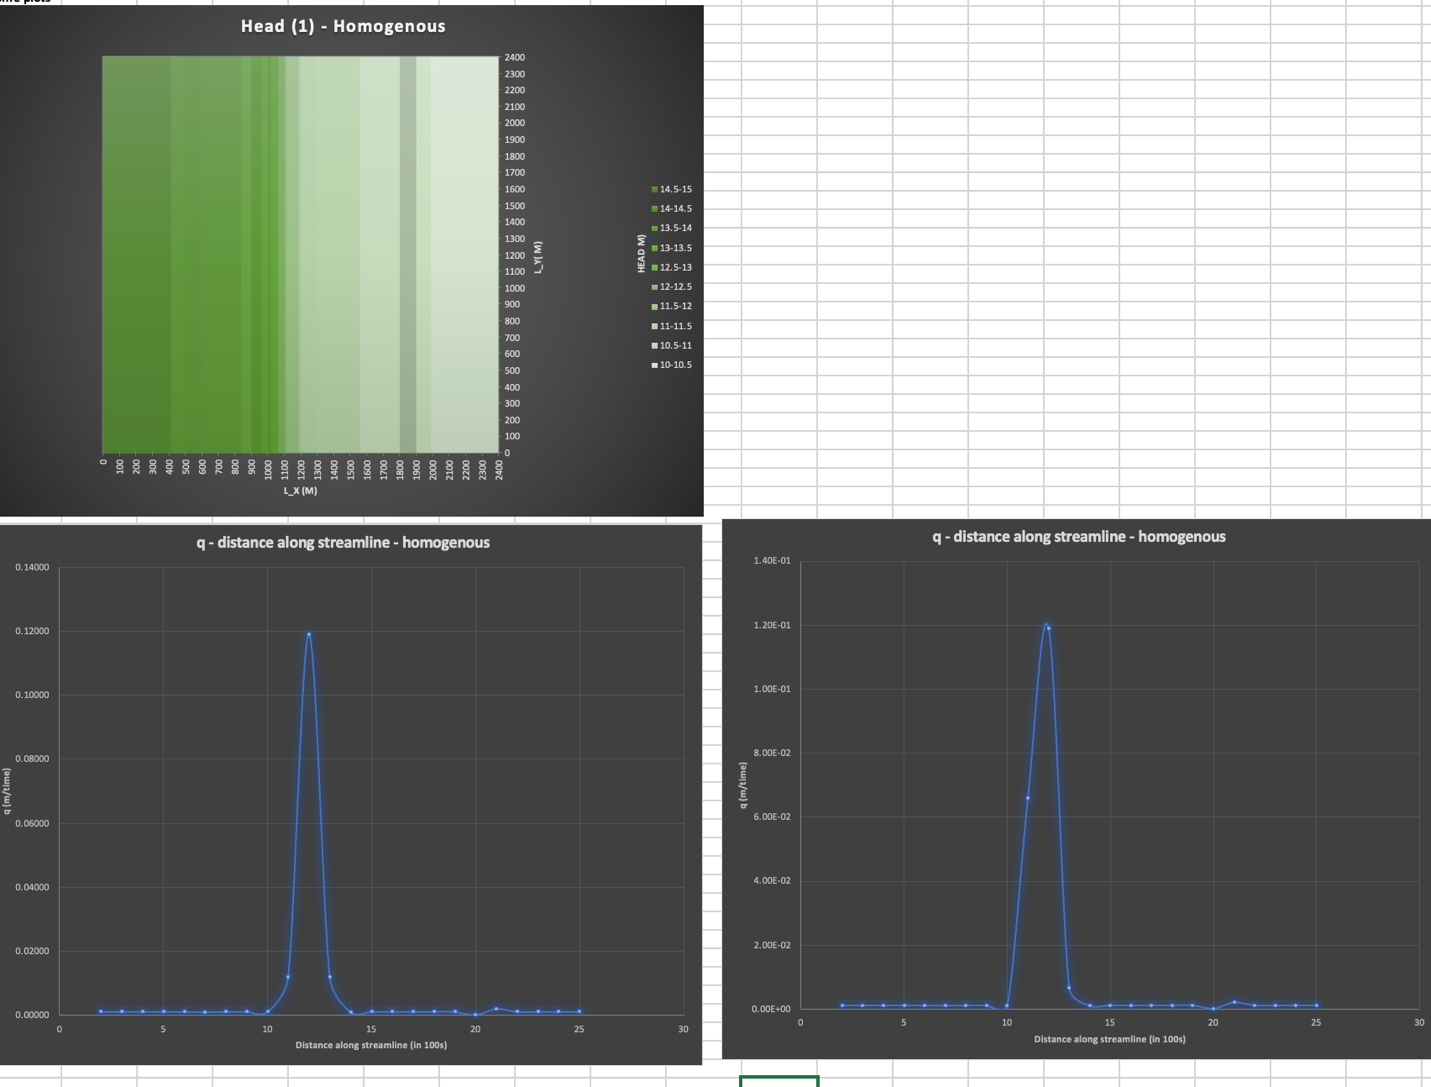 Head (1) - Homogenous
2400
2300
2200
2100
2000
1900
1800
1700
1600
1500
1400
1300
1200
1100
1000
900
800
700
600
500
400
300
200
100
0
L_Y( M)
HEAD M)
14.5-15
14-14.5
13.5-14
13-13.5
12.5-13
12-12.5
11.5-12
11-11.5
10.5-11
10-10.5
0 100 200 300 400 500 600 700 800 900 1000 1100 1200 1300 1400 1500 1600 1700 1800 1900 2000 2100 2200 2300 2400
L_X (M)
q - distance along streamline - homogenous
0.14000
0.12000
0.10000
0.08000
0.06000
0.04000
0.02000
0.00000
q (m/time)
0 5 10 15 20 25 30
Distance along streamline (in 100s)
q - distance along streamline - homogenous
1.40E-01
1.20E-01
1.00E-01
8.00E-02
6.00E-02
4.00E-02
2.00E-02
0.00E+00
q (m/time)
0 5 10 15 20 25 30
Distance along streamline (in 100s)